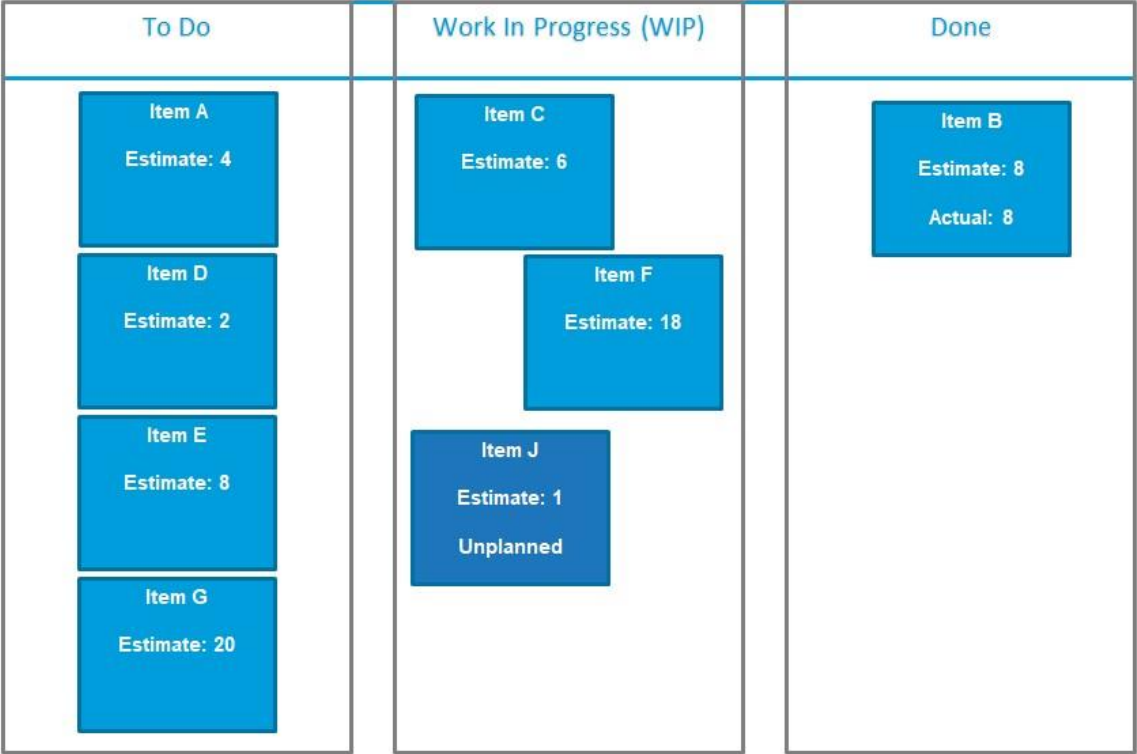 To Do
Work In Progress (WIP)
Done
Item A
Estimate: 4
Item D
Estimate: 2
Item E
Estimate: 8
Item G
Estimate: 20
Item C
Estimate: 6
Item F
Estimate: 18
Item J
Estimate: 1
Unplanned
Item B
Estimate: 8
Actual: 8